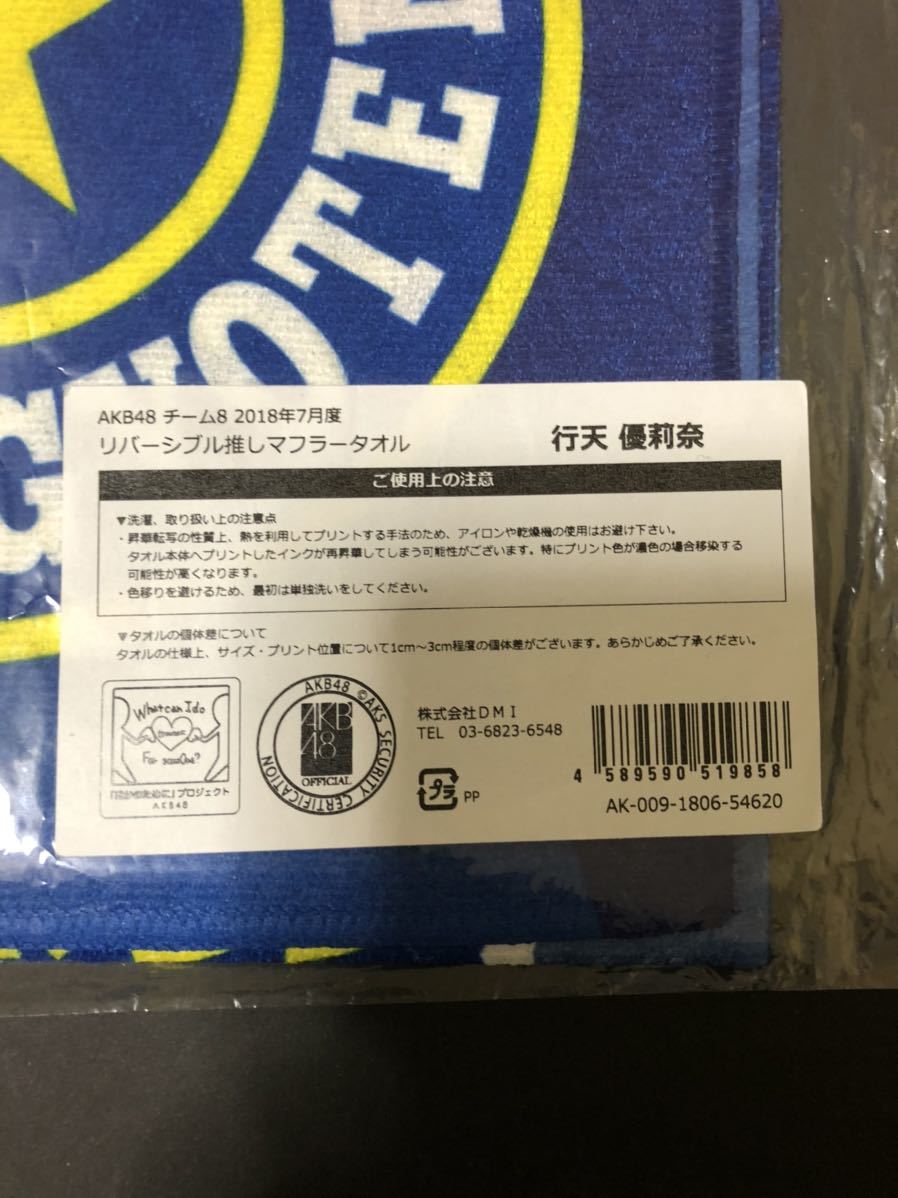 GYOTE
AKB48 チーム8 2018年7月度
リバーシブル推しマフラータオル
行天 優莉奈
ご使用上の注意
▼洗濯、取り扱い上の注意点
・昇華転写の性質上、熱を利用してプリントする手法のため、アイロンや乾燥機の使用はお避け下さい。
タオル本体へプリントしたインクが再昇華してしまう可能性がございます。特にプリント色が濃色の場合移染する
可能性が高くなります。
・色移りを避けるため、最初は単独洗いをしてください。
▼タオルの個体差について
タオルの仕様上、サイズ・プリント位置について1cm～3cm程度の個体差がございます。あらかじめご了承ください。
What can I do
For someone?
「誰かのために」プロジェクト
AKB48
AKB48 ©AKS SECURITY CERTIFICATION
AKB
48
OFFICIAL
株式会社DMI
TEL 03-6823-6548
プラ PP
4 589590 519858
AK-009-1806-54620